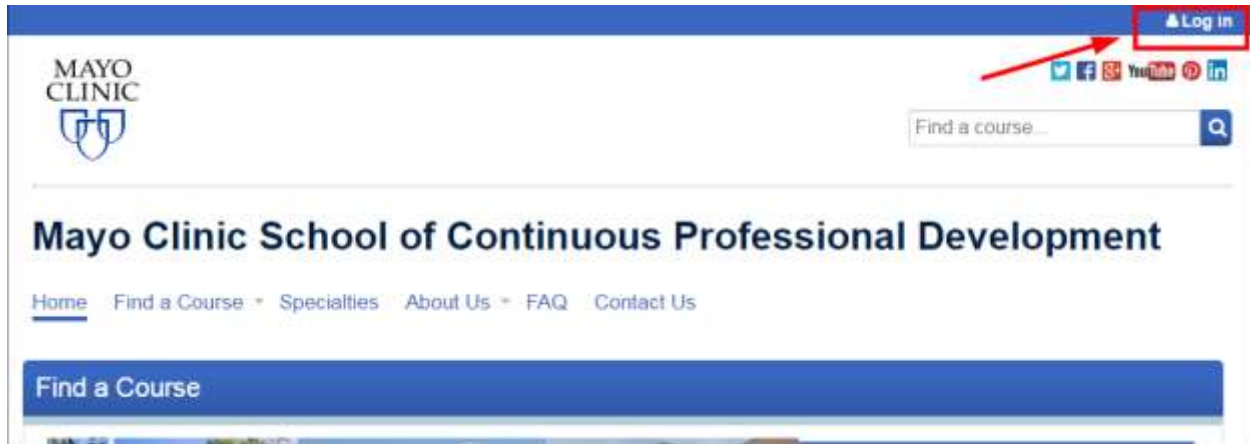 Log in
MAYO
CLINIC
YouTube
Find a course...
Mayo Clinic School of Continuous Professional Development
Home Find a Course Specialties About Us FAQ Contact Us
Find a Course